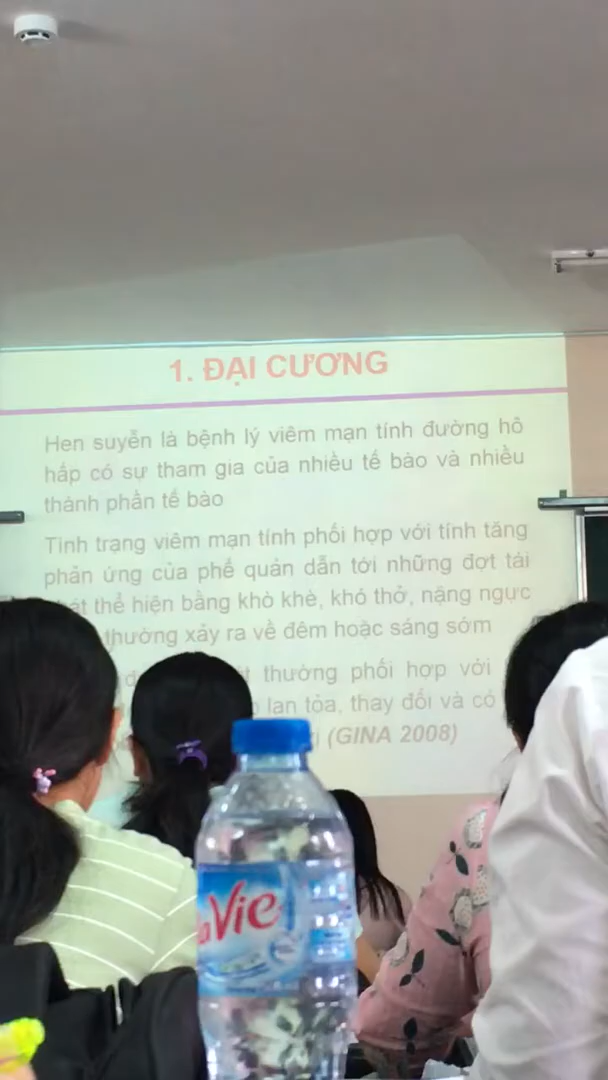 1. ĐẠI CƯƠNG
Hen suyễn là bệnh lý viêm mạn tính đường hô
hấp có sự tham gia của nhiều tế bào và nhiều
thành phần tế bào
Tình trạng viêm mạn tính phối hợp với tính tăng
phản ứng của phế quản dẫn tới những đợt tái
thể hiện bằng khò khè, khó thở, nặng ngực
thường xảy ra về đêm hoặc sáng sớm
thường phối hợp với
lan tỏa, thay đổi và có
(GINA 2008)
Vie